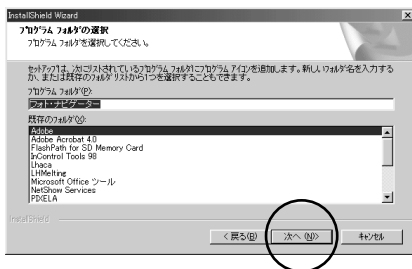 InstallShield Wizard
プログラム フォルダの選択
プログラム フォルダを選択してください。
セットアップは、次にリストされているプログラム フォルダにプログラム アイコンを追加します。新しいフォルダ名を入力するか、または既存のフォルダ リストから1つを選択することもできます。
プログラム フォルダ(P):
フォト・ナビゲーター
既存のフォルダ(X):
Adobe
Adobe Acrobat 4.0
FlashPath for SD Memory Card
InControl Tools 98
Lhaca
LHMelting
Microsoft Office ツール
NetShow Services
PIXELA
InstallShield
< 戻る(B)
次へ (N)>
キャンセル